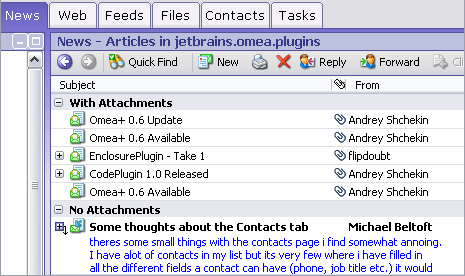 News Web Feeds Files Contacts Tasks
News - Articles in jetbrains.omea.plugins
Quick Find New Reply Forward
Subject From
With Attachments
Omea+ 0.6 Update Andrey Shchekin
Omea+ 0.6 Available Andrey Shchekin
EnclosurePlugin - Take 1 flipdoubt
CodePlugin 1.0 Released Andrey Shchekin
Omea+ 0.6 Available Andrey Shchekin
No Attachments
Some thoughts about the Contacts tab Michael Beltoft
theres some small things with the contacts page i find somewhat annoing.
I have alot of contacts in my list but its very few where i have filled in
all the different fields a contact can have (phone, job title etc.) it would